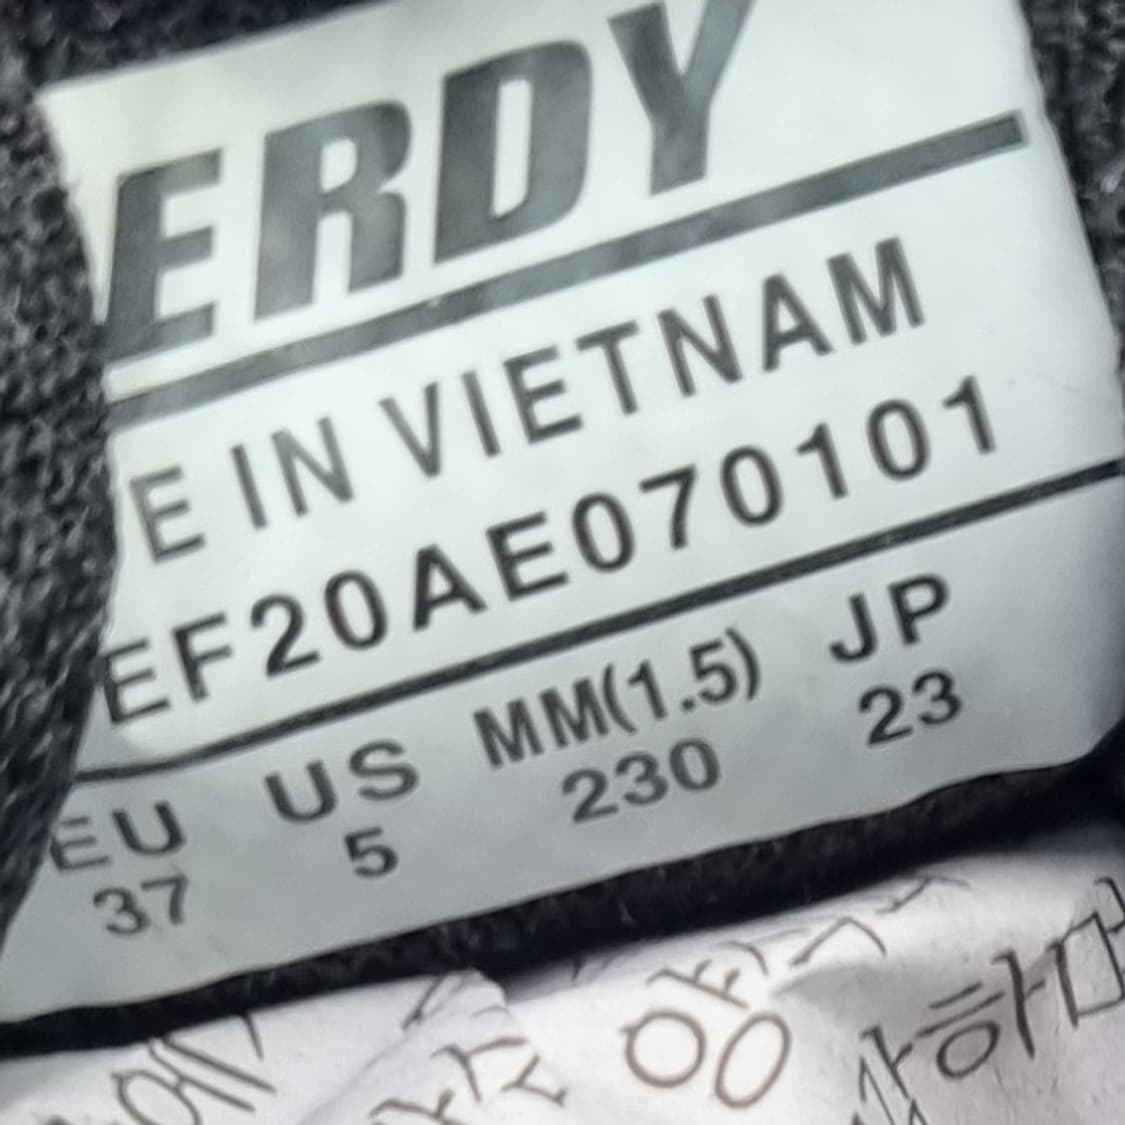 ERDY
E IN VIETNAM
EF20AE070101
EU US MM(1.5) JP
37 5 230 23